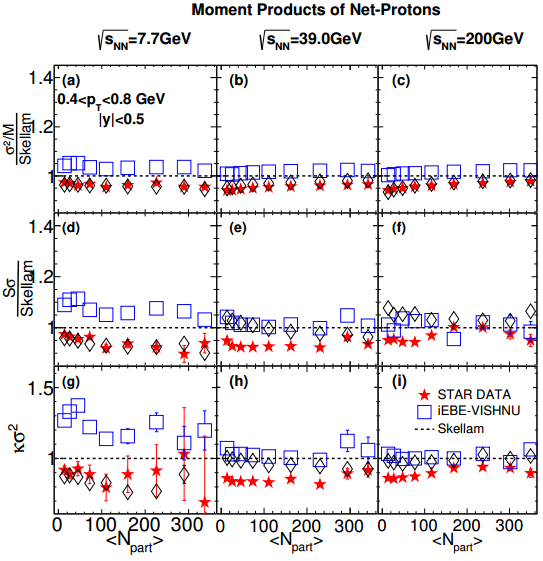 Moment Products of Net-Protons
√sNN=7.7GeV √sNN=39.0GeV √sNN=200GeV
1.4 (a) (b) (c)
0.4<pT<0.8 GeV
|y|<0.5
1.2
σ²/M
Skellam
1
1.4 (d) (e) (f)
1.2
Sσ
Skellam
1
1.5 (g) (h) (i)
STAR DATA
iEBE-VISHNU
Skellam
κσ²
1
0 100 200 300 0 100 200 300 0 100 200 300
<Npart> <Npart> <Npart>